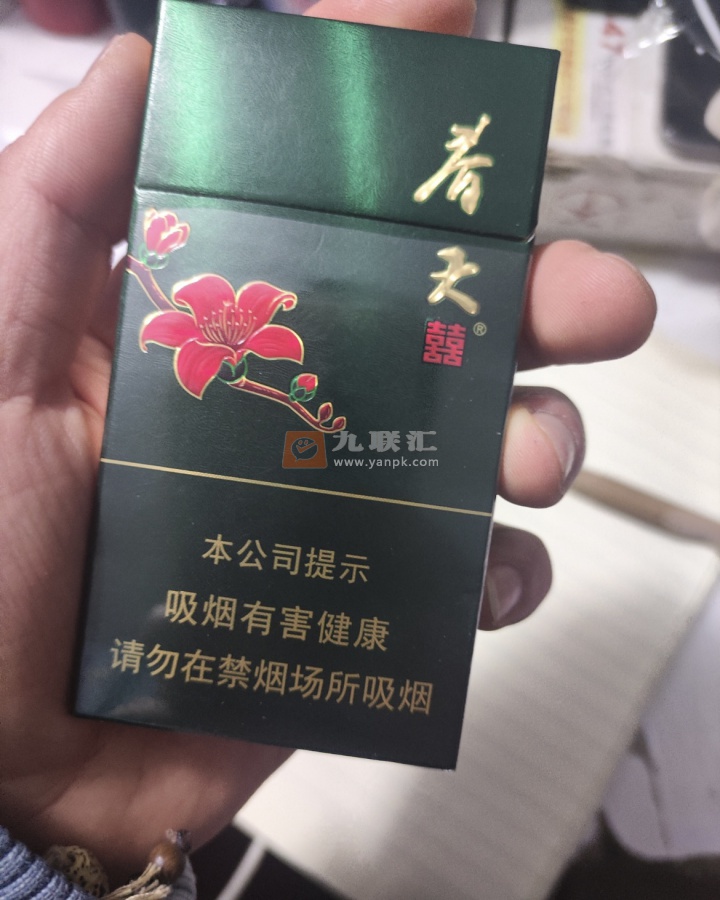 春
天
囍®
九联汇
www.yanpk.com
本公司提示
吸烟有害健康
请勿在禁烟场所吸烟
47